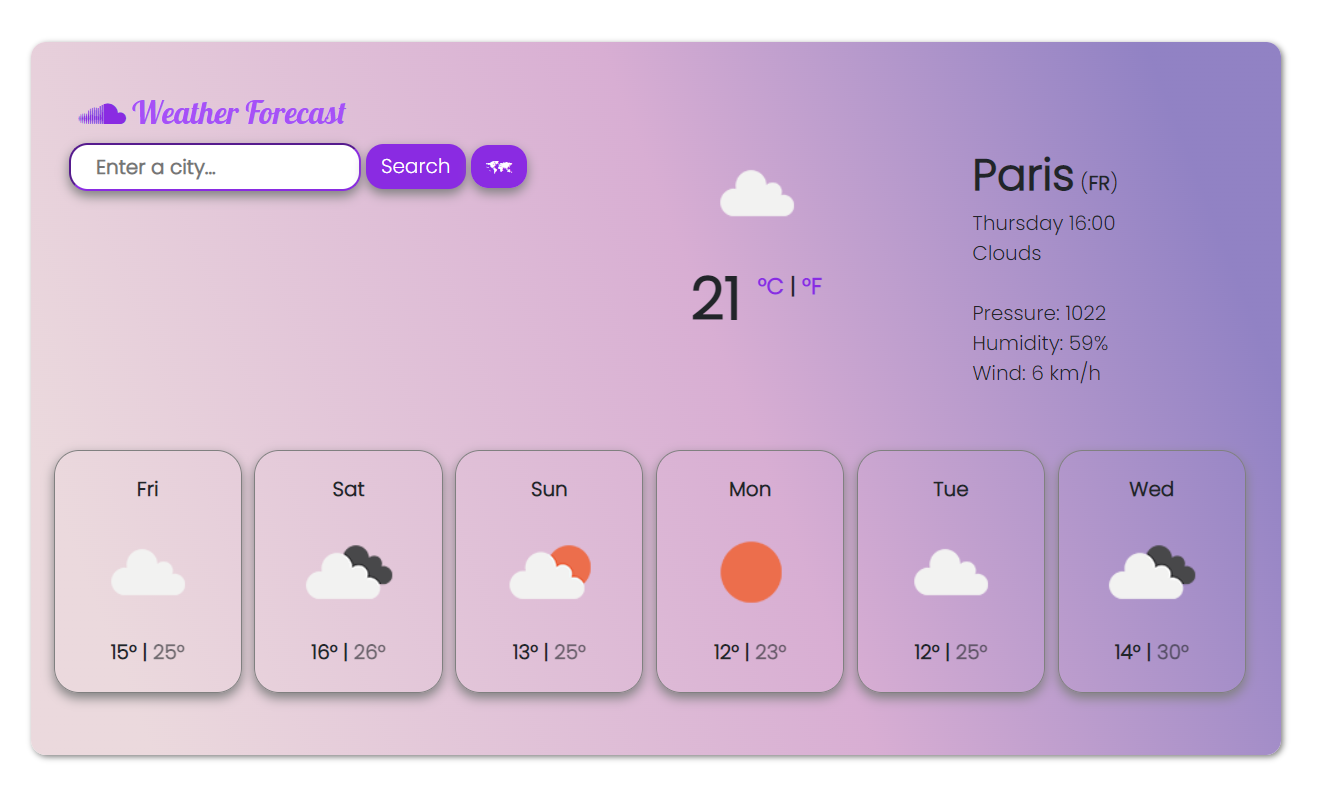 Weather Forecast
Enter a city...
Search
Paris (FR)
Thursday 16:00
Clouds
21 °C | °F
Pressure: 1022
Humidity: 59%
Wind: 6 km/h
Fri
Sat
Sun
Mon
Tue
Wed
15° | 25°
16° | 26°
13° | 25°
12° | 23°
12° | 25°
14° | 30°